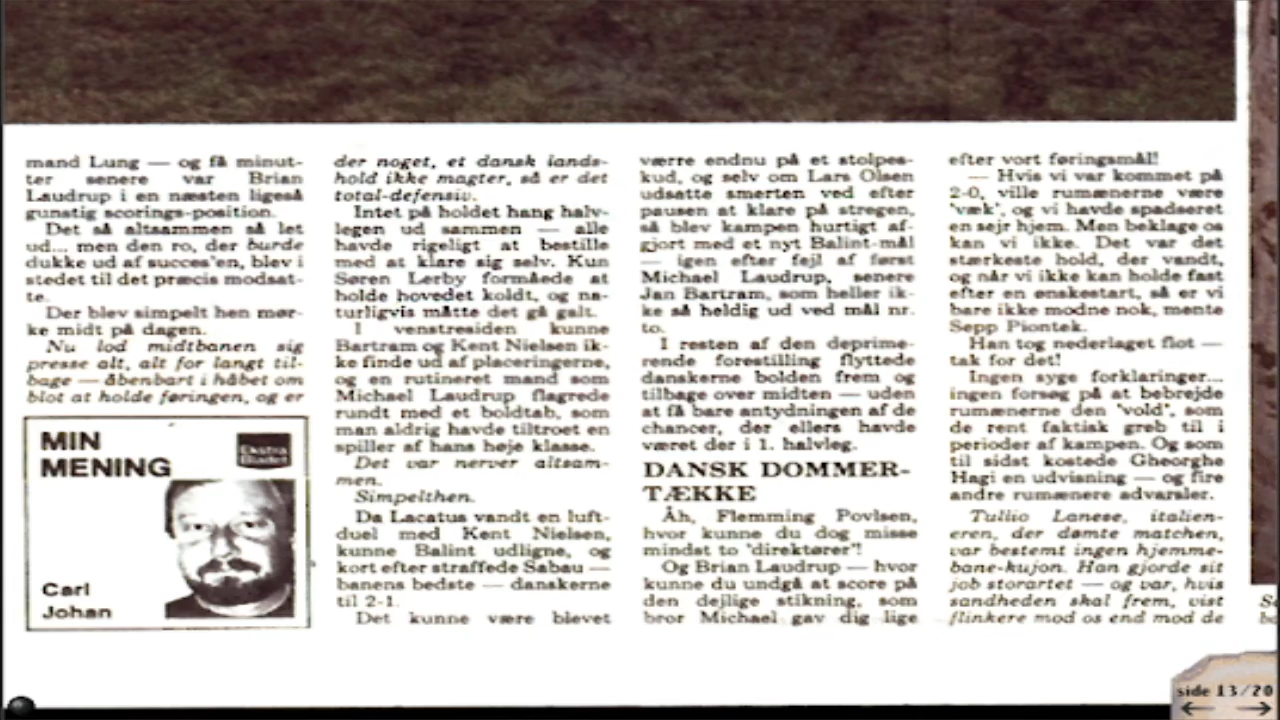 mand Lung — og få minut-
ter senere var Brian
Laudrup i en næsten ligeså
gunstig scorings-position.
Det så altsammen så let
ud... men den ro, der burde
dukke ud af succes'en, blev i
stedet til det præcis modsat-
te.
Der blev simpelt hen mør-
ke midt på dagen.
Nu lod midtbanen sig
presse alt, alt for langt til-
bage — åbenbart i håbet om
blot at holde føringen, og er
MIN
MENING
Ekstra
Bladet
Carl
Johan
der noget, et dansk lands-
hold ikke magter, så er det
total-defensiv.
Intet på holdet hang halv-
legen ud sammen — alle
havde rigeligt at bestille
med at klare sig selv. Kun
Søren Lerby formåede at
holde hovedet koldt, og na-
turligvis måtte det gå galt.
I venstresiden kunne
Bartram og Kent Nielsen ik-
ke finde ud af placeringerne,
og en rutineret mand som
Michael Laudrup flagrede
rundt med et boldtab, som
man aldrig havde tiltroet en
spiller af hans høje klasse.
Det var nerver altsam-
men.
Simpelthen.
Da Lacatus vandt en luft-
duel med Kent Nielsen,
kunne Balint udligne, og
kort efter straffede Sabau —
banens bedste — danskerne
til 2-1.
Det kunne være blevet
værre endnu på et stolpes-
kud, og selv om Lars Olsen
udsatte smerten ved efter
pausen at klare på stregen,
så blev kampen hurtigt af-
gjort med et nyt Balint-mål
— igen efter fejl af først
Michael Laudrup, senere
Jan Bartram, som heller ik-
ke så heldig ud ved mål nr.
to.
I resten af den deprime-
rende forestilling flyttede
danskerne bolden frem og
tilbage over midten — uden
at få bare antydningen af de
chancer, der ellers havde
været der i 1. halvleg.
DANSK DOMMER-
TÆKKE
Åh, Flemming Povlsen,
hvor kunne du dog misse
mindst to 'direktører'!
Og Brian Laudrup — hvor
kunne du undgå at score på
den dejlige stikning, som
bror Michael gav dig lige
efter vort føringsmål!
— Hvis vi var kommet på
2-0, ville rumænerne være
'væk', og vi havde spadseret
en sejr hjem. Men beklage os
kan vi ikke. Det var det
stærkeste hold, der vandt,
og når vi ikke kan holde fast
efter en ønskestart, så er vi
bare ikke modne nok, mente
Sepp Piontek.
Han tog nederlaget flot —
tak for det!
Ingen syge forklaringer...
ingen forsøg på at bebrejde
rumænerne den 'vold', som
de rent faktisk greb til i
perioder af kampen. Og som
til sidst kostede Gheorghe
Hagi en udvisning — og fire
andre rumænere advarsler.
Tullio Lanese, italien-
eren, der dømte matchen,
var bestemt ingen hjemme-
bane-kujon. Han gjorde sit
job storartet — og var, hvis
sandheden skal frem, vist
flinkere mod os end mod de
side 13/20